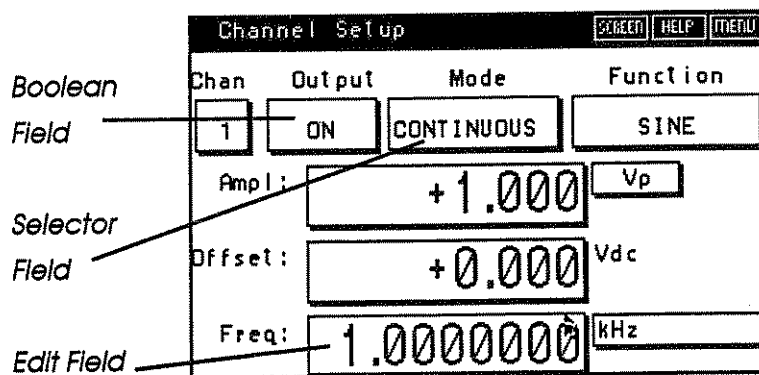 Channel Setup SCREEN HELP MENU
Chan Output Mode Function
1 ON CONTINUOUS SINE
Ampl: +1.000 Vp
Offset: +0.000 Vdc
Freq: 1.0000000 kHz
Boolean
Field
Selector
Field
Edit Field